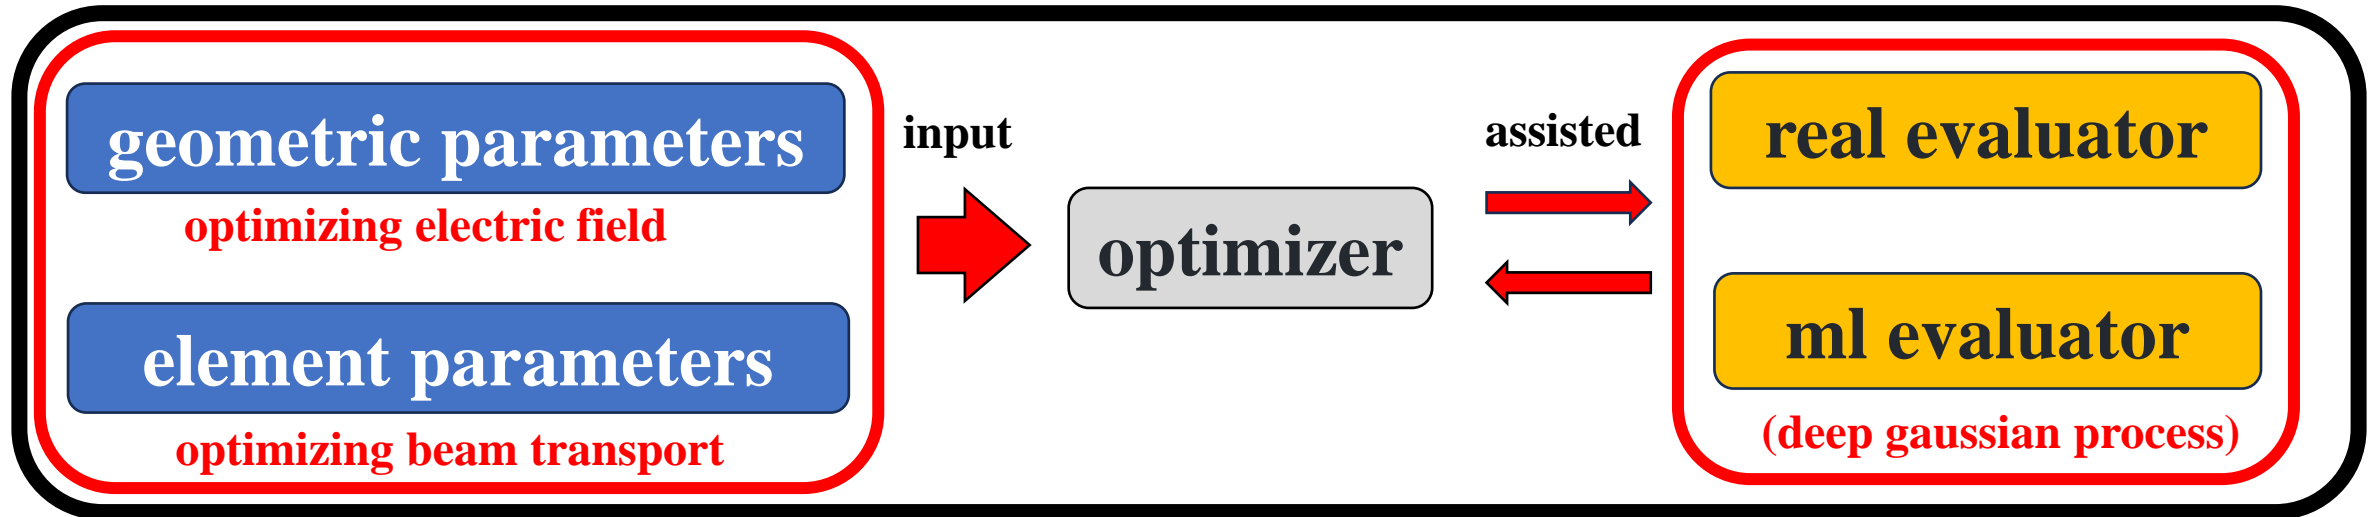 geometric parameters
optimizing electric field
element parameters
optimizing beam transport
input
optimizer
assisted
real evaluator
ml evaluator
(deep gaussian process)